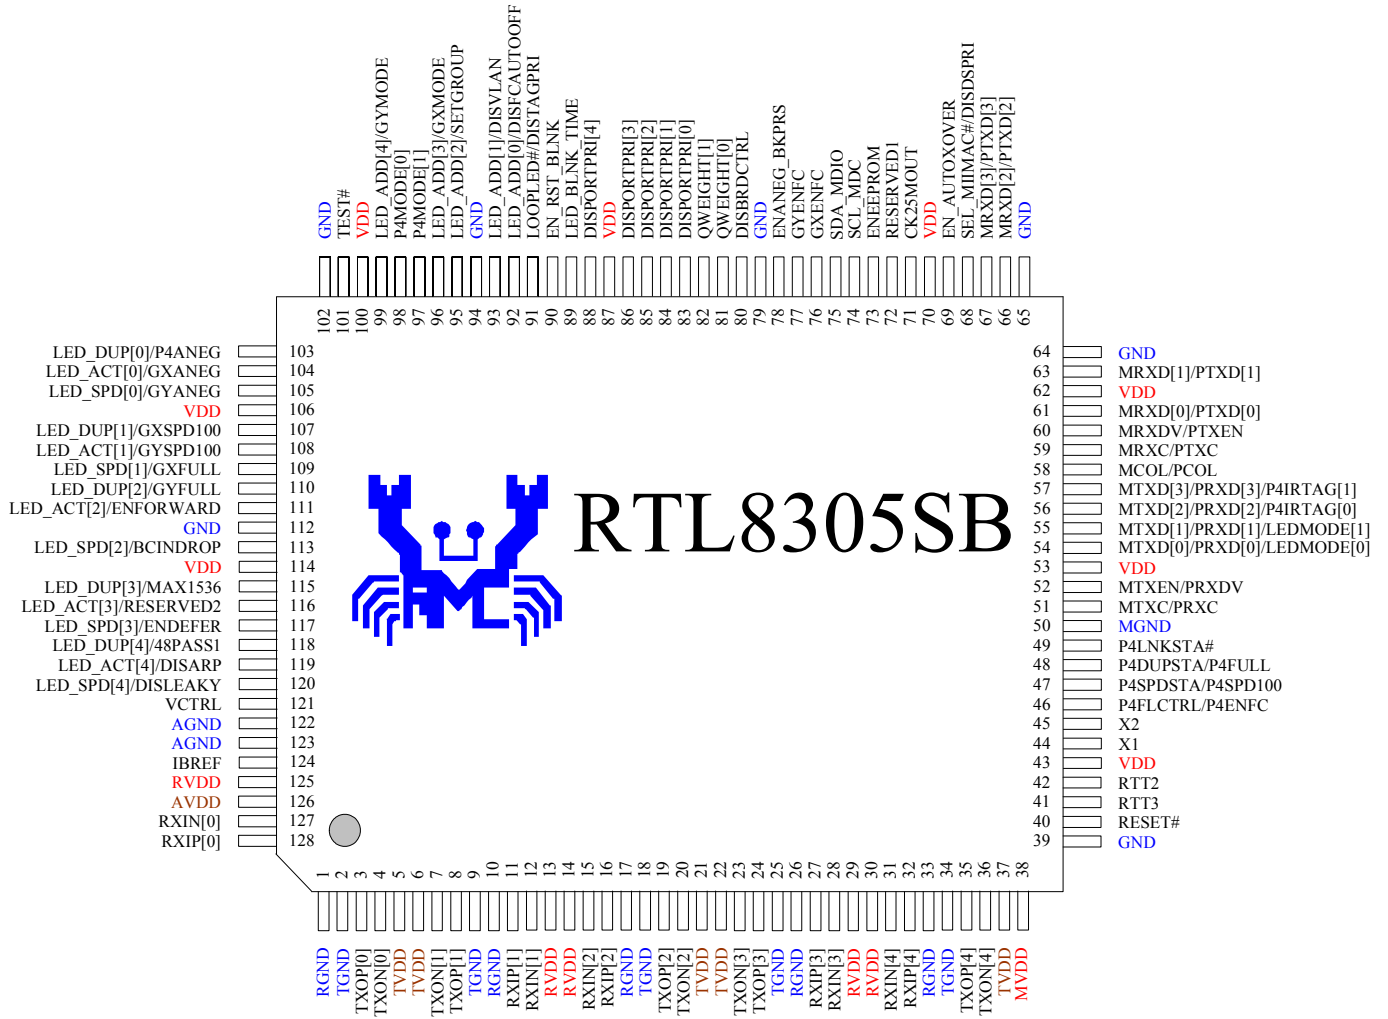 GND
TEST#
VDD
LED_ADD[4]/GYMODE
P4MODE[0]
P4MODE[1]
LED_ADD[3]/GXMODE
LED_ADD[2]/SETGROUP
GND
LED_ADD[1]/DISVLAN
LED_ADD[0]/DISFCAUTOOFF
LOOPLED#/DISTAGPRI
EN_RST_BLNK
LED_BLNK_TIME
DISPORTPRI[4]
VDD
DISPORTPRI[3]
DISPORTPRI[2]
DISPORTPRI[1]
DISPORTPRI[0]
QWEIGHT[1]
QWEIGHT[0]
DISBRDCTRL
GND
ENANEG_BKPRS
GYENFC
GXENFC
SDA_MDIO
SCL_MDC
ENEEPROM
RESERVED1
CK25MOUT
VDD
EN_AUTOXOVER
SEL_MIIMAC#/DISDSPRI
MRXD[3]/PTXD[3]
MRXD[2]/PTXD[2]
GND
102
101
100
99
98
97
96
95
94
93
92
91
90
89
88
87
86
85
84
83
82
81
80
79
78
77
76
75
74
73
72
71
70
69
68
67
66
65
LED_DUP[0]/P4ANEG 103
LED_ACT[0]/GXANEG 104
LED_SPD[0]/GYANEG 105
VDD 106
LED_DUP[1]/GXSPD100 107
LED_ACT[1]/GYSPD100 108
LED_SPD[1]/GXFULL 109
LED_DUP[2]/GYFULL 110
LED_ACT[2]/ENFORWARD 111
GND 112
LED_SPD[2]/BCINDROP 113
VDD 114
LED_DUP[3]/MAX1536 115
LED_ACT[3]/RESERVED2 116
LED_SPD[3]/ENDEFER 117
LED_DUP[4]/48PASS1 118
LED_ACT[4]/DISARP 119
LED_SPD[4]/DISLEAKY 120
VCTRL 121
AGND 122
AGND 123
IBREF 124
RVDD 125
AVDD 126
RXIN[0] 127
RXIP[0] 128
RTL8305SB
64 GND
63 MRXD[1]/PTXD[1]
62 VDD
61 MRXD[0]/PTXD[0]
60 MRXDV/PTXEN
59 MRXC/PTXC
58 MCOL/PCOL
57 MTXD[3]/PRXD[3]/P4IRTAG[1]
56 MTXD[2]/PRXD[2]/P4IRTAG[0]
55 MTXD[1]/PRXD[1]/LEDMODE[1]
54 MTXD[0]/PRXD[0]/LEDMODE[0]
53 VDD
52 MTXEN/PRXDV
51 MTXC/PRXC
50 MGND
49 P4LNKSTA#
48 P4DUPSTA/P4FULL
47 P4SPDSTA/P4SPD100
46 P4FLCTRL/P4ENFC
45 X2
44 X1
43 VDD
42 RTT2
41 RTT3
40 RESET#
39 GND
1
2
3
4
5
6
7
8
9
10
11
12
13
14
15
16
17
18
19
20
21
22
23
24
25
26
27
28
29
30
31
32
33
34
35
36
37
38
RGND
TGND
TXOP[0]
TXON[0]
TVDD
TVDD
TXON[1]
TXOP[1]
TGND
RGND
RXIP[1]
RXIN[1]
RVDD
RVDD
RXIN[2]
RXIP[2]
RGND
TGND
TXOP[2]
TXON[2]
TVDD
TVDD
TXON[3]
TXOP[3]
TGND
RGND
RXIP[3]
RXIN[3]
RVDD
RVDD
RXIN[4]
RXIP[4]
RGND
TGND
TXOP[4]
TXON[4]
TVDD
MVDD